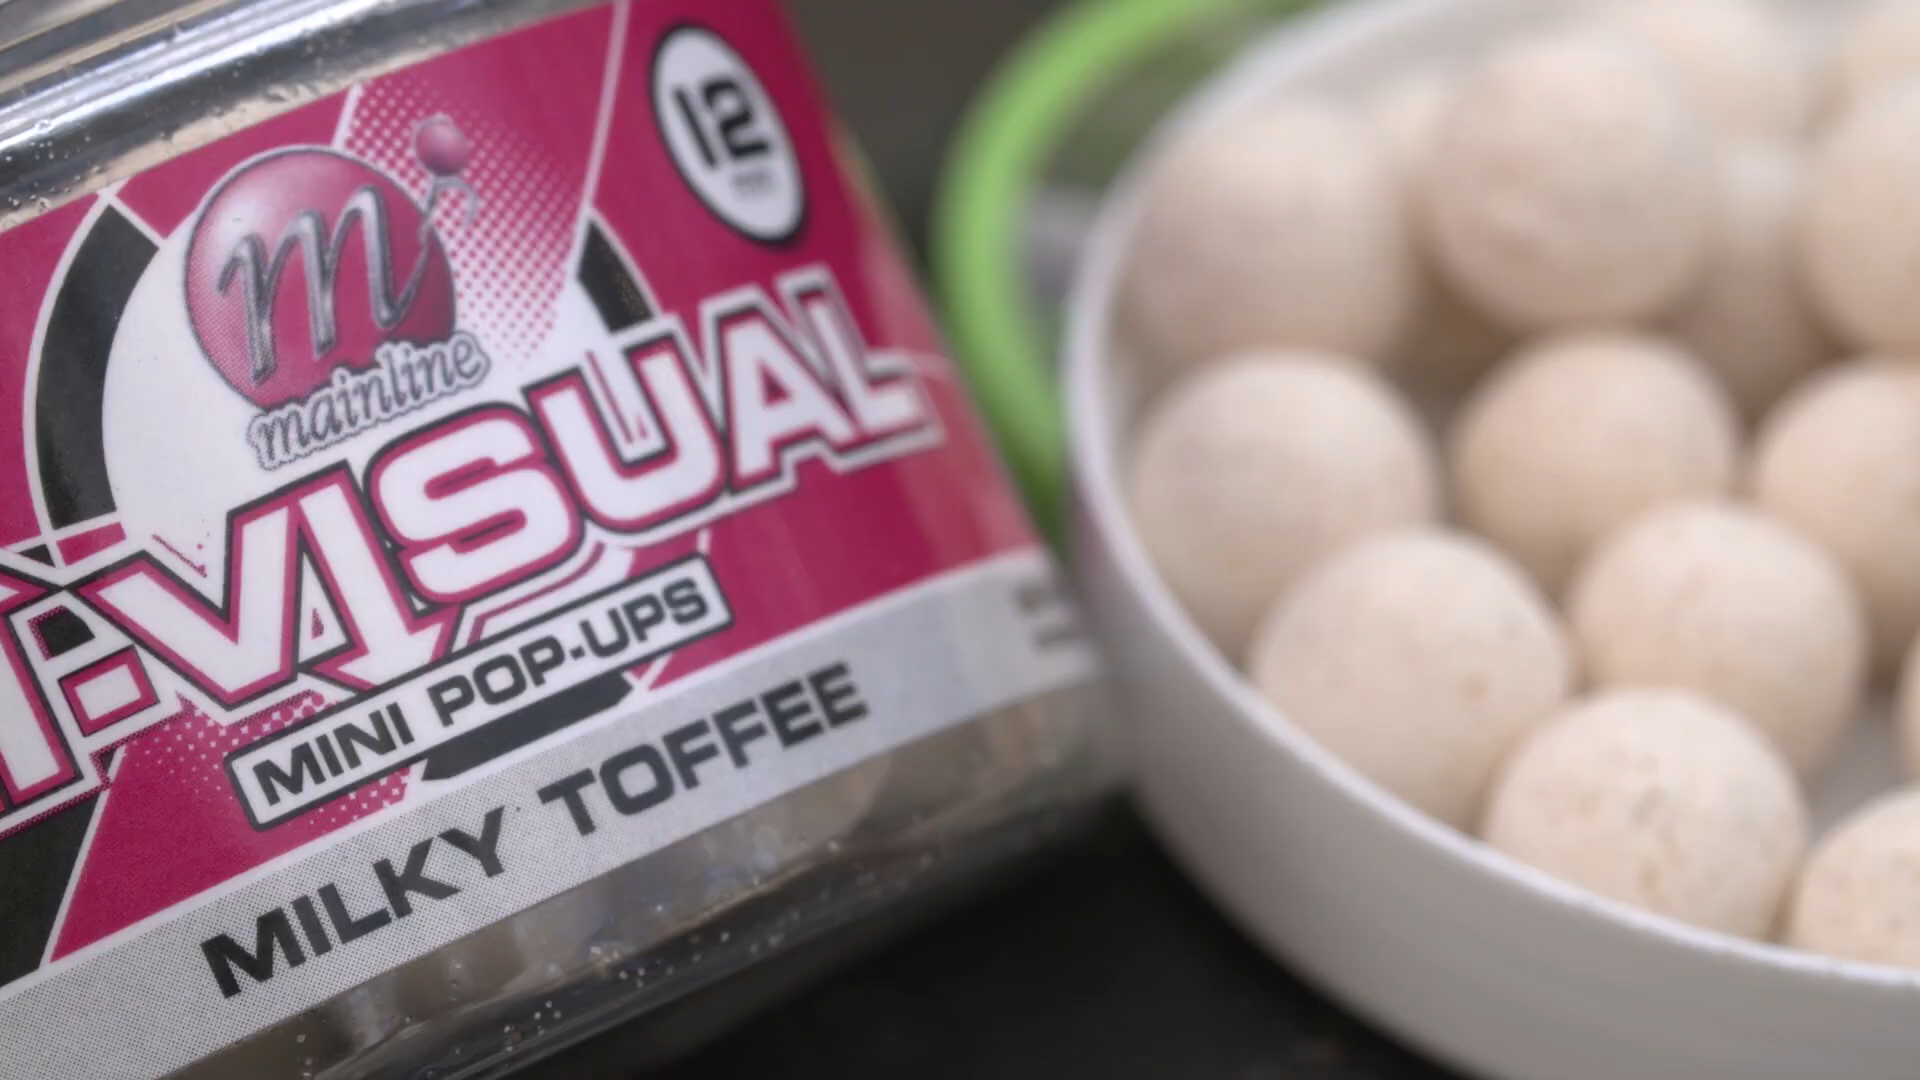 12
m
mainline
VISUAL
MINI POP-UPS
MILKY TOFFEE